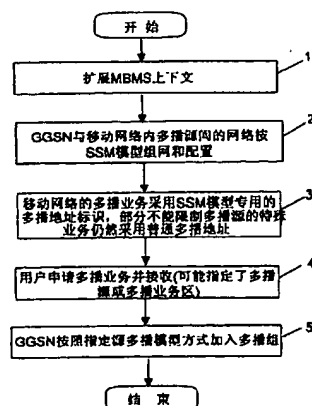 开始
1
扩展MBMS上下文
2
GGSN与移动网络内多播源间的网络按
SSM模型组网和配置
3
移动网络的多播业务采用SSM模型专用的
多播地址标识，部分不能限制多播源的特殊
业务仍然采用普通多播地址
4
用户申请多播业务并接收(可能指定了多播
源或多播业务区)
5
GGSN按照指定源多播模型方式加入多播组
结束